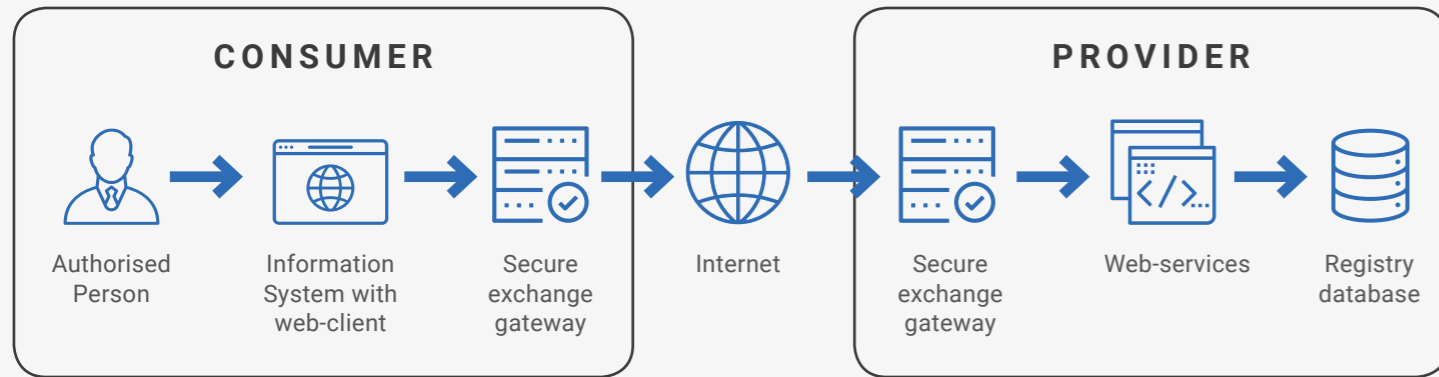 CONSUMER
Authorised
Person
Information
System with
web-client
Secure
exchange
gateway
Internet
PROVIDER
Secure
exchange
gateway
</>...
Web-services
Registry
database